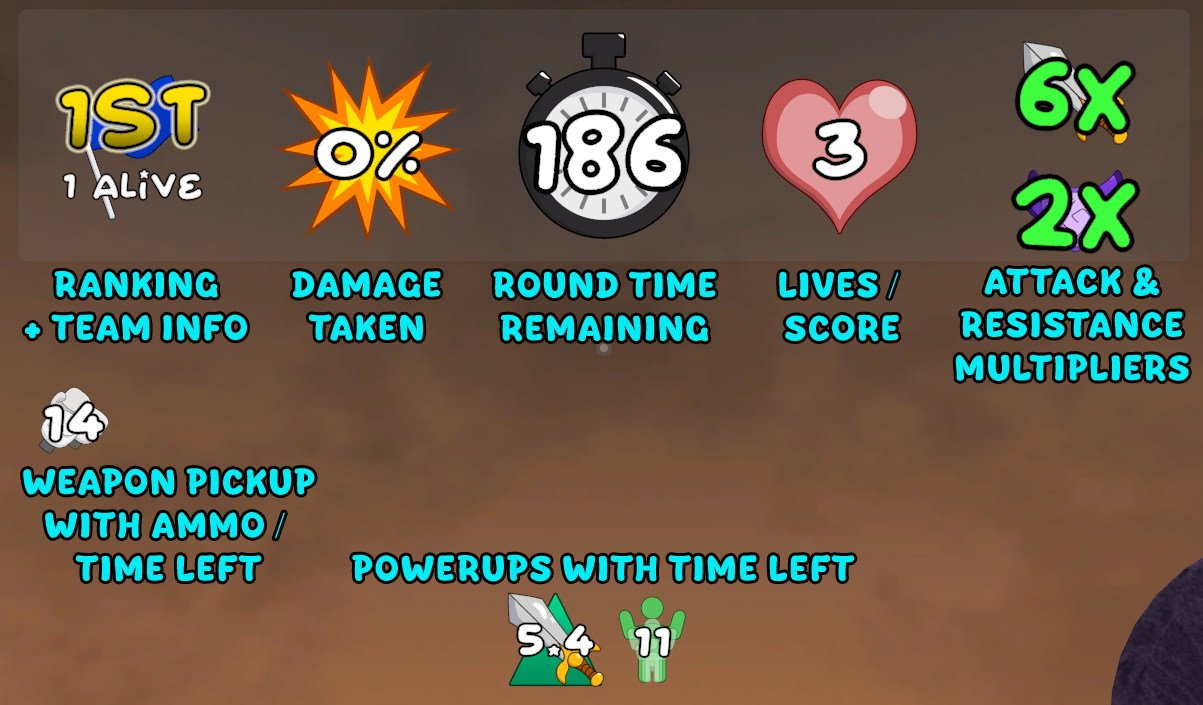 1ST
1 ALIVE
0%
186
3
6X
2X
RANKING
+ TEAM INFO
DAMAGE
TAKEN
ROUND TIME
REMAINING
LIVES /
SCORE
ATTACK &
RESISTANCE
MULTIPLIERS
14
WEAPON PICKUP
WITH AMMO /
TIME LEFT
POWERUPS WITH TIME LEFT
5.4
11